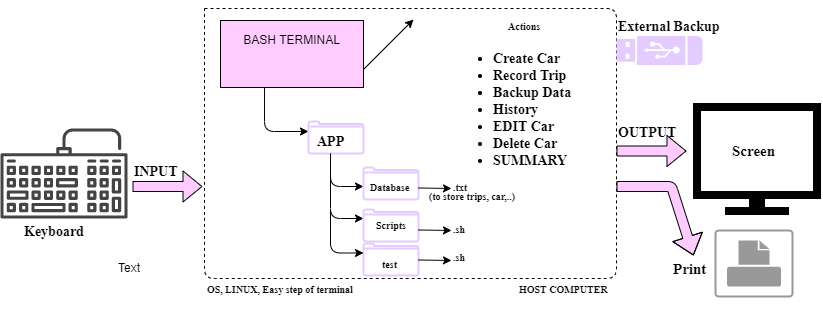 Actions
External Backup
BASH TERMINAL
Create Car
Record Trip
Backup Data
History
EDIT Car
Delete Car
SUMMARY
APP
OUTPUT
Screen
INPUT
Database
.txt
(to store trips, car,..)
Keyboard
Scripts
.sh
test
.sh
Text
Print
OS, LINUX, Easy step of terminal
HOST COMPUTER